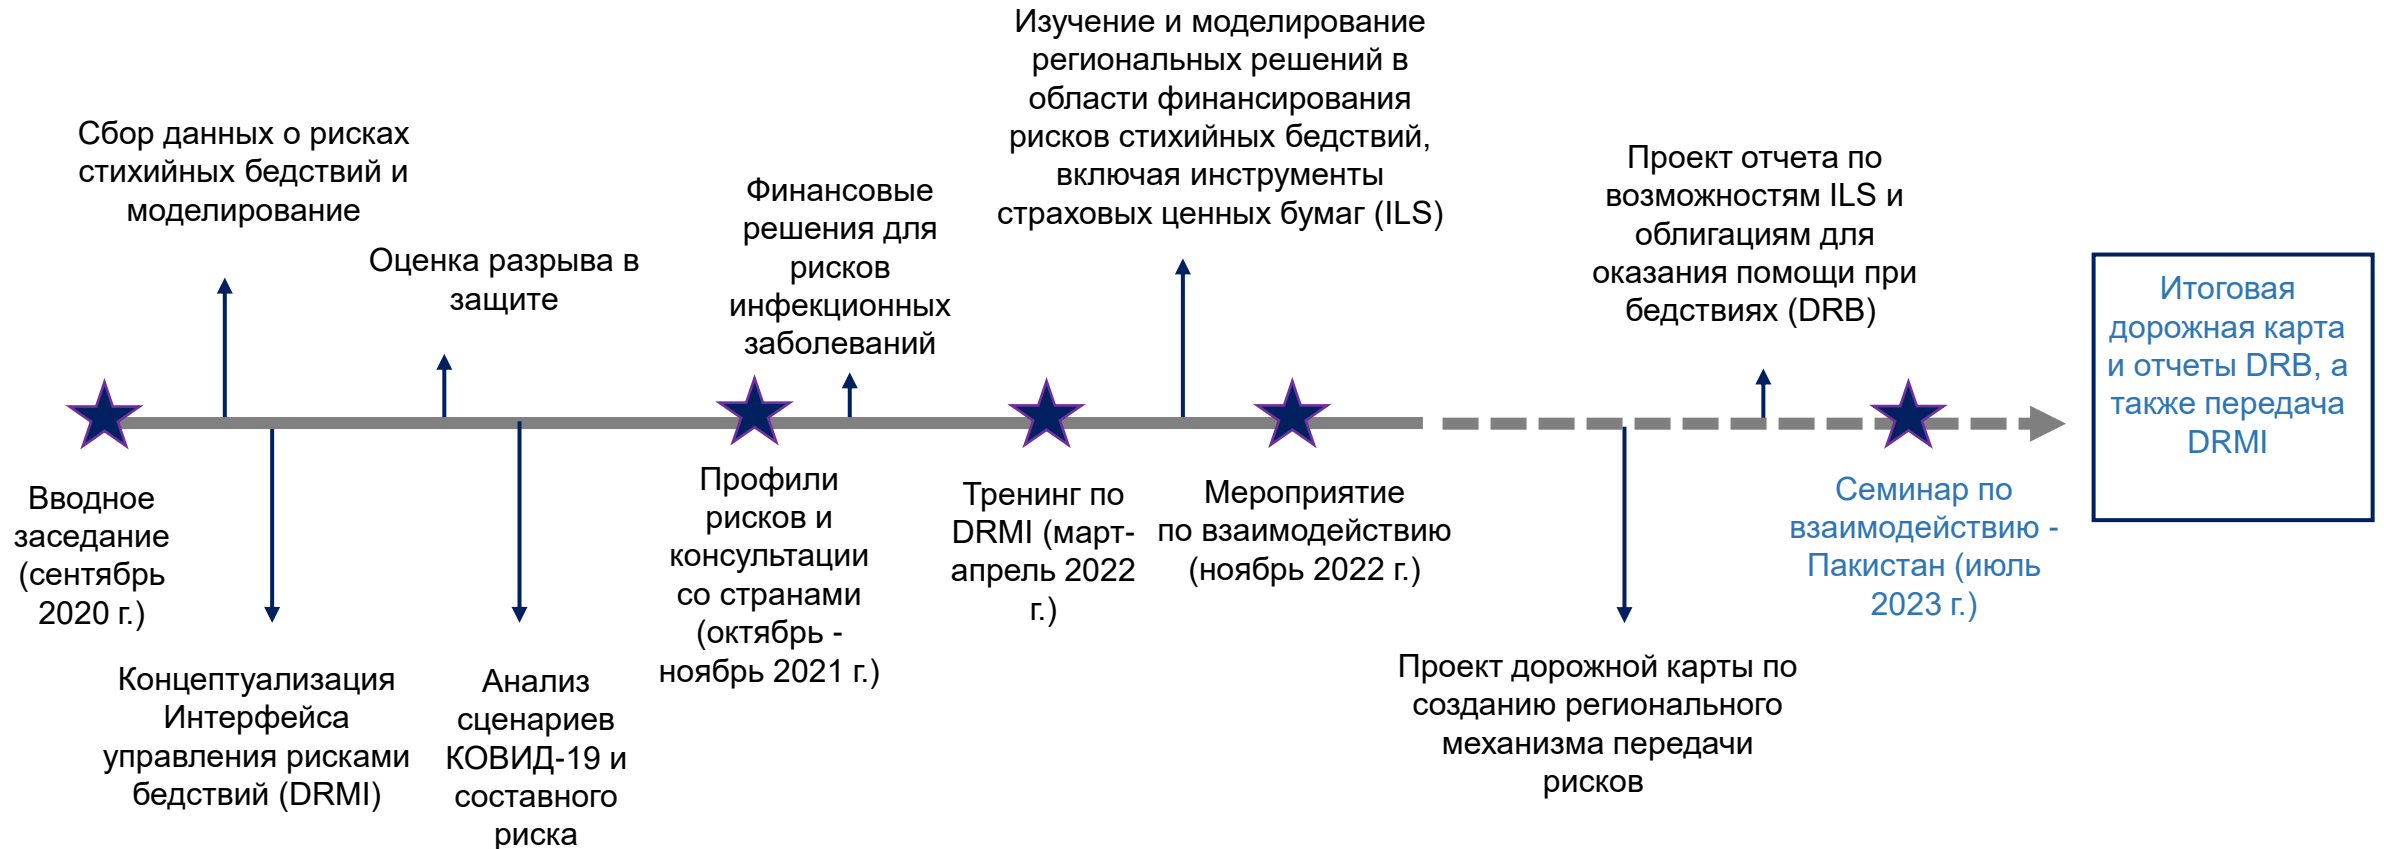 Сбор данных о рисках
стихийных бедствий и
моделирование
Оценка разрыва в
защите
Финансовые
решения для
рисков
инфекционных
заболеваний
Изучение и моделирование
региональных решений в
области финансирования
рисков стихийных бедствий,
включая инструменты
страховых ценных бумаг (ILS)
Проект отчета по
возможностям ILS и
облигациям для
оказания помощи при
бедствиях (DRB)
Итоговая
дорожная карта
и отчеты DRB, а
также передача
DRMI
Вводное
заседание
(сентябрь
2020 г.)
Концептуализация
Интерфейса
управления рисками
бедствий (DRMI)
Анализ
сценариев
КОВИД-19 и
составного
риска
Профили
рисков и
консультации
со странами
(октябрь -
ноябрь 2021 г.)
Тренинг по
DRMI (март-
апрель 2022
г.)
Мероприятие
по взаимодействию
(ноябрь 2022 г.)
Проект дорожной карты по
созданию регионального
механизма передачи
рисков
Семинар по
взаимодействию -
Пакистан (июль
2023 г.)